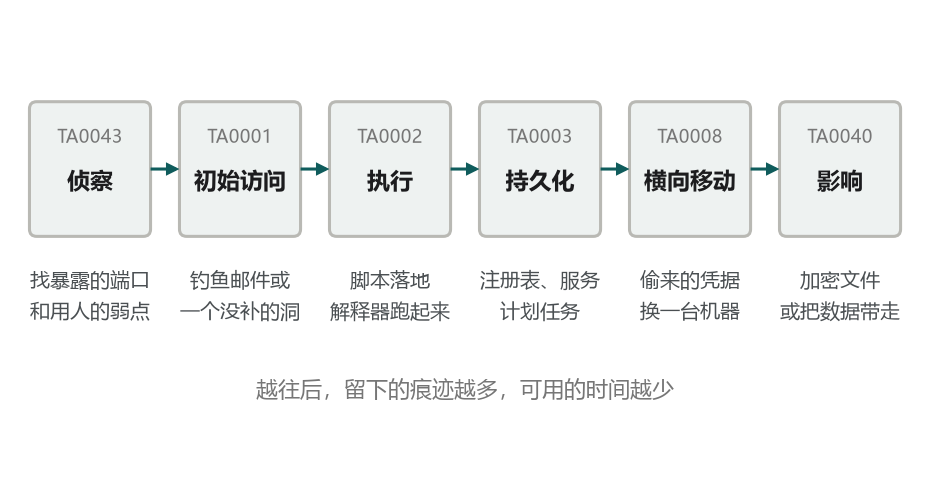 TA0043
侦察
找暴露的端口
和用人的弱点
TA0001
初始访问
钓鱼邮件或
一个没补的洞
TA0002
执行
脚本落地
解释器跑起来
TA0003
持久化
注册表、服务
计划任务
TA0008
横向移动
偷来的凭据
换一台机器
TA0040
影响
加密文件
或把数据带走
越往后，留下的痕迹越多，可用的时间越少